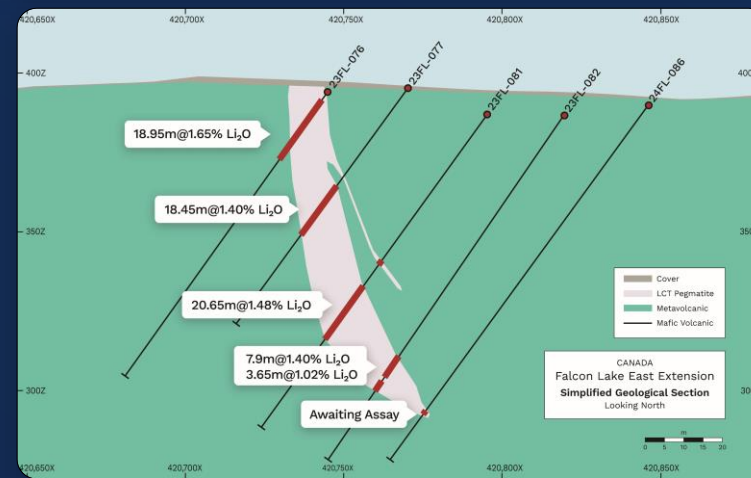 420,650X 420,700X 420,750X 420,800X 420,850X
400Z
350Z
300Z
23FL-076
23FL-077
23FL-081
23FL-082
24FL-086
18.95m@1.65% Li₂O
18.45m@1.40% Li₂O
20.65m@1.48% Li₂O
7.9m@1.40% Li₂O
3.65m@1.02% Li₂O
Awaiting Assay
Cover
LCT Pegmatite
Metavolcanic
Mafic Volcanic
CANADA
Falcon Lake East Extension
Simplified Geological Section
Looking North
m
0 5 10 15 20
420,650X 420,700X 420,750X 420,800X 420,850X